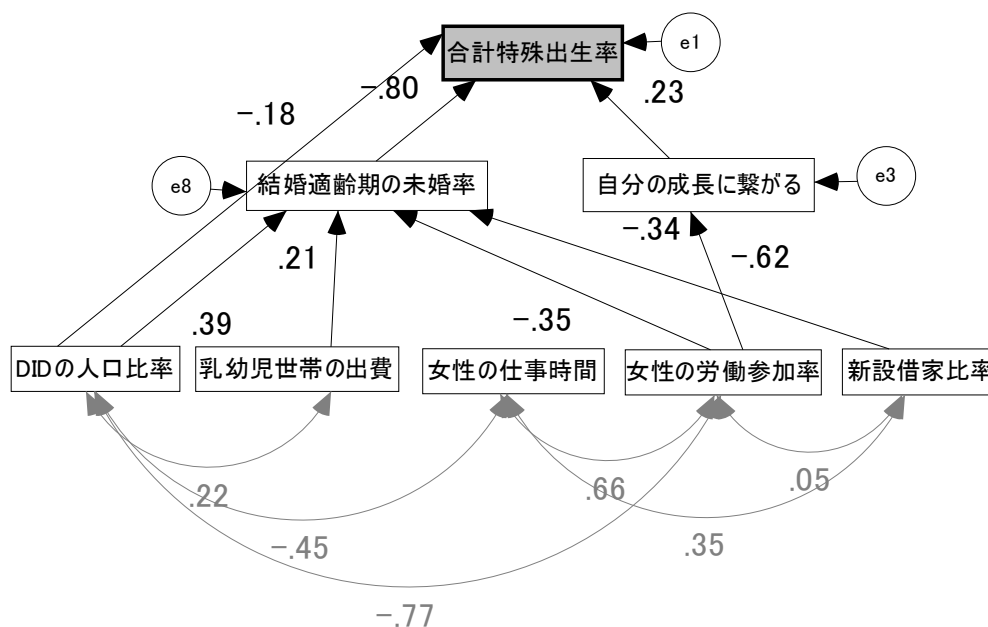 合計特殊出生率
e1
-.80
.23
-.18
e8
結婚適齢期の未婚率
自分の成長に繋がる
e3
-.34
.21
-.62
.39
-.35
DIDの人口比率
乳幼児世帯の出費
女性の仕事時間
女性の労働参加率
新設借家比率
.22
.66
.05
-.45
.35
-.77